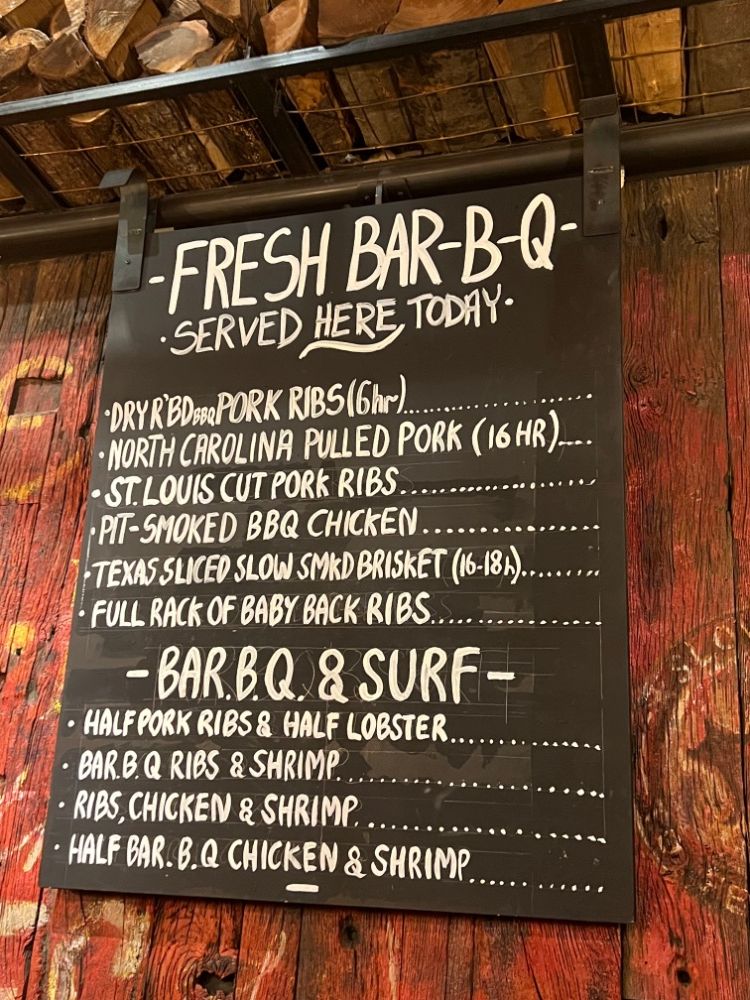 -FRESH BAR-B-Q-
·SERVED HERE TODAY·
·DRY R'BD BBQ PORK RIBS (6hr)..................
·NORTH CAROLINA PULLED PORK (16 HR)....
·ST. LOUIS CUT PORK RIBS....................
·PIT-SMOKED BBQ CHICKEN..................
·TEXAS SLICED SLOW SMKD BRISKET (16-18h).......
·FULL RACK OF BABY BACK RIBS..................
-BAR.B.Q. & SURF-
·HALF PORK RIBS & HALF LOBSTER...............
·BAR.B.Q RIBS & SHRIMP......................
·RIBS, CHICKEN & SHRIMP....................
·HALF BAR.B.Q CHICKEN & SHRIMP............